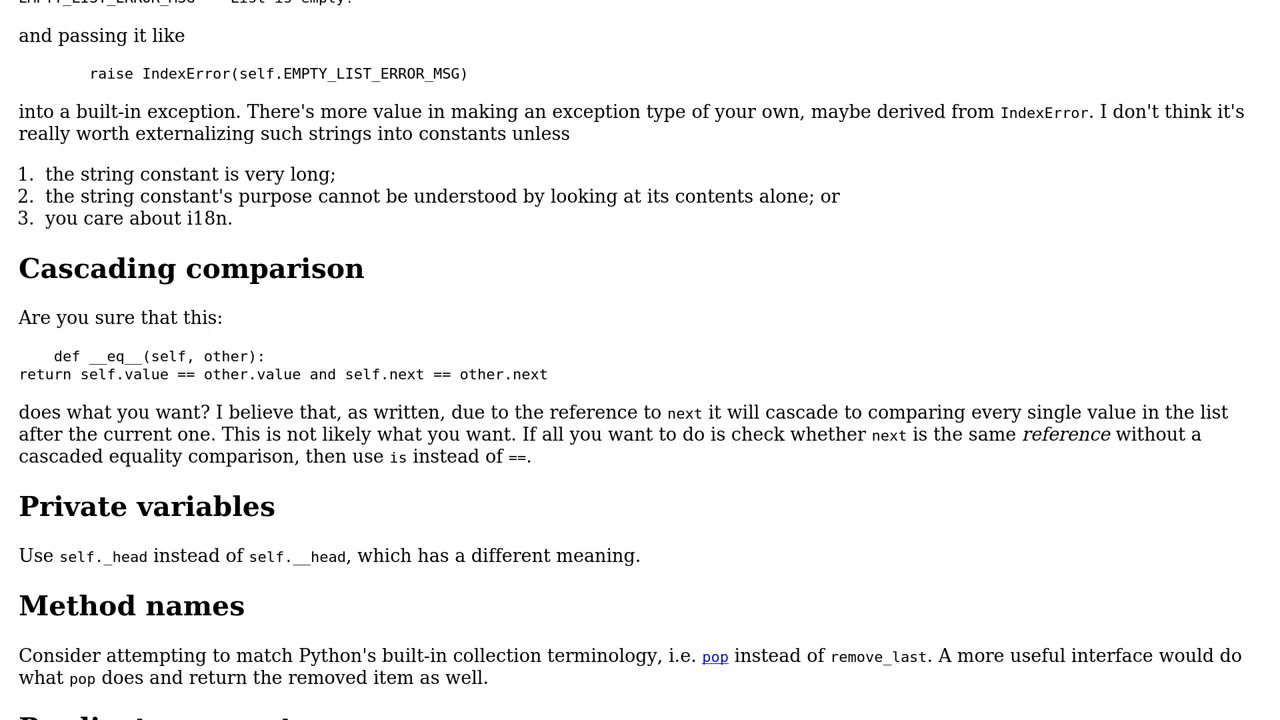 and passing it like
raise IndexError(self.EMPTY_LIST_ERROR_MSG)
into a built-in exception. There's more value in making an exception type of your own, maybe derived from IndexError. I don't think it's
really worth externalizing such strings into constants unless
1. the string constant is very long;
2. the string constant's purpose cannot be understood by looking at its contents alone; or
3. you care about i18n.
Cascading comparison
Are you sure that this:
def __eq__(self, other):
return self.value == other.value and self.next == other.next
does what you want? I believe that, as written, due to the reference to next it will cascade to comparing every single value in the list
after the current one. This is not likely what you want. If all you want to do is check whether next is the same reference without a
cascaded equality comparison, then use is instead of ==.
Private variables
Use self._head instead of self.__head, which has a different meaning.
Method names
Consider attempting to match Python's built-in collection terminology, i.e. pop instead of remove_last. A more useful interface would do
what pop does and return the removed item as well.